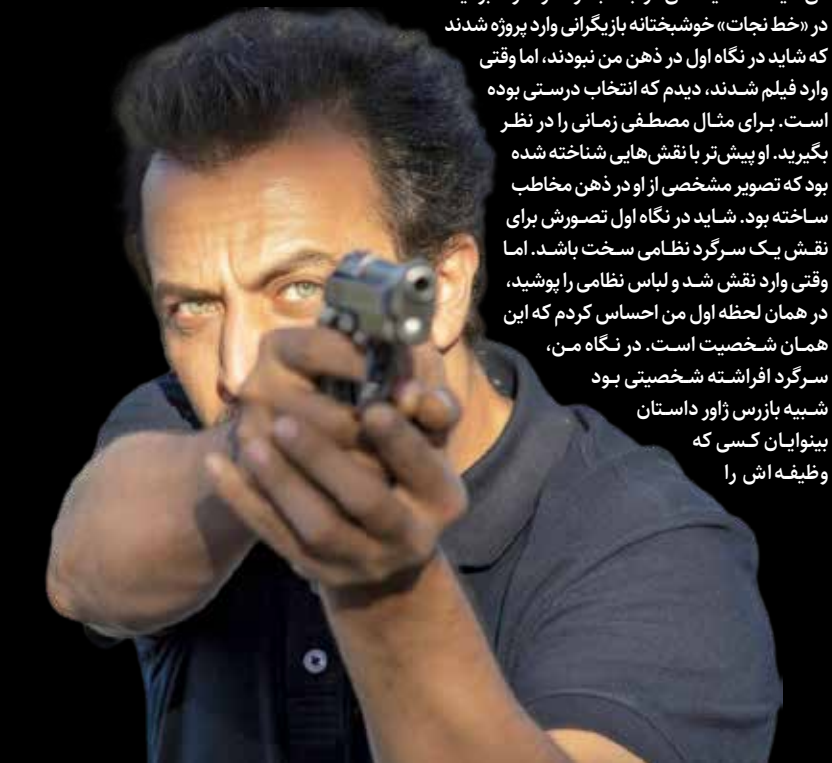 در «خط نجات» خوشبختانه بازیگرانی وارد پروژه شدند
که شاید در نگاه اول در ذهن من نبودند، اما وقتی
وارد فیلم شدند، دیدم که انتخاب درستی بوده
است. برای مثال مصطفی زمانی را در نظر
بگیرید. او پیش‌تر با نقش‌هایی شناخته شده
بود که تصویر مشخصی از او در ذهن مخاطب
ساخته بود. شاید در نگاه اول تصورش برای
نقش یک سرگرد نظامی سخت باشد. اما
وقتی وارد نقش شد و لباس نظامی را پوشید،
در همان لحظه اول من احساس کردم که این
همان شخصیت است. در نگاه من،
سرگرد افراشته شخصیتی بود
شبیه بازرس ژاور داستان
بینوایان کسی که
وظیفه اش را